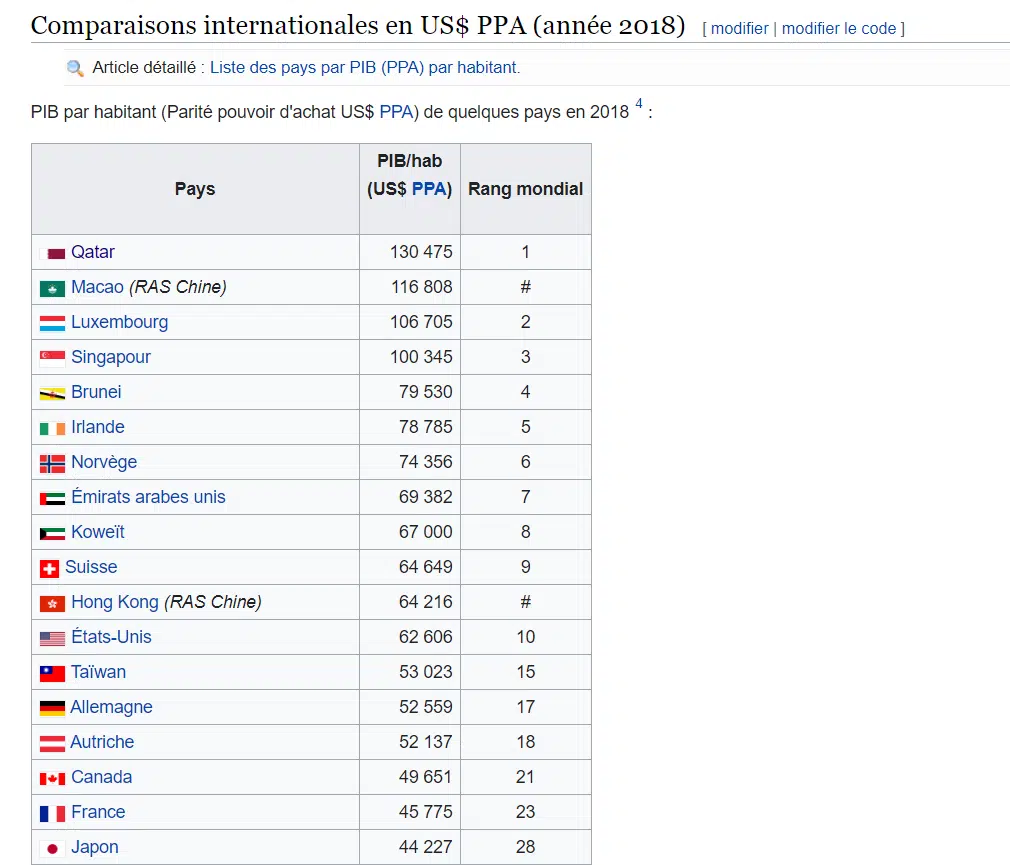 Comparaisons internationales en US$ PPA (année 2018) [ modifier | modifier le code ]
Article détaillé : Liste des pays par PIB (PPA) par habitant.
PIB par habitant (Parité pouvoir d'achat US$ PPA) de quelques pays en 2018 4 :
Pays PIB/hab (US$ PPA) Rang mondial
Qatar 130 475 1
Macao (RAS Chine) 116 808 #
Luxembourg 106 705 2
Singapour 100 345 3
Brunei 79 530 4
Irlande 78 785 5
Norvège 74 356 6
Émirats arabes unis 69 382 7
Koweït 67 000 8
Suisse 64 649 9
Hong Kong (RAS Chine) 64 216 #
États-Unis 62 606 10
Taïwan 53 023 15
Allemagne 52 559 17
Autriche 52 137 18
Canada 49 651 21
France 45 775 23
Japon 44 227 28